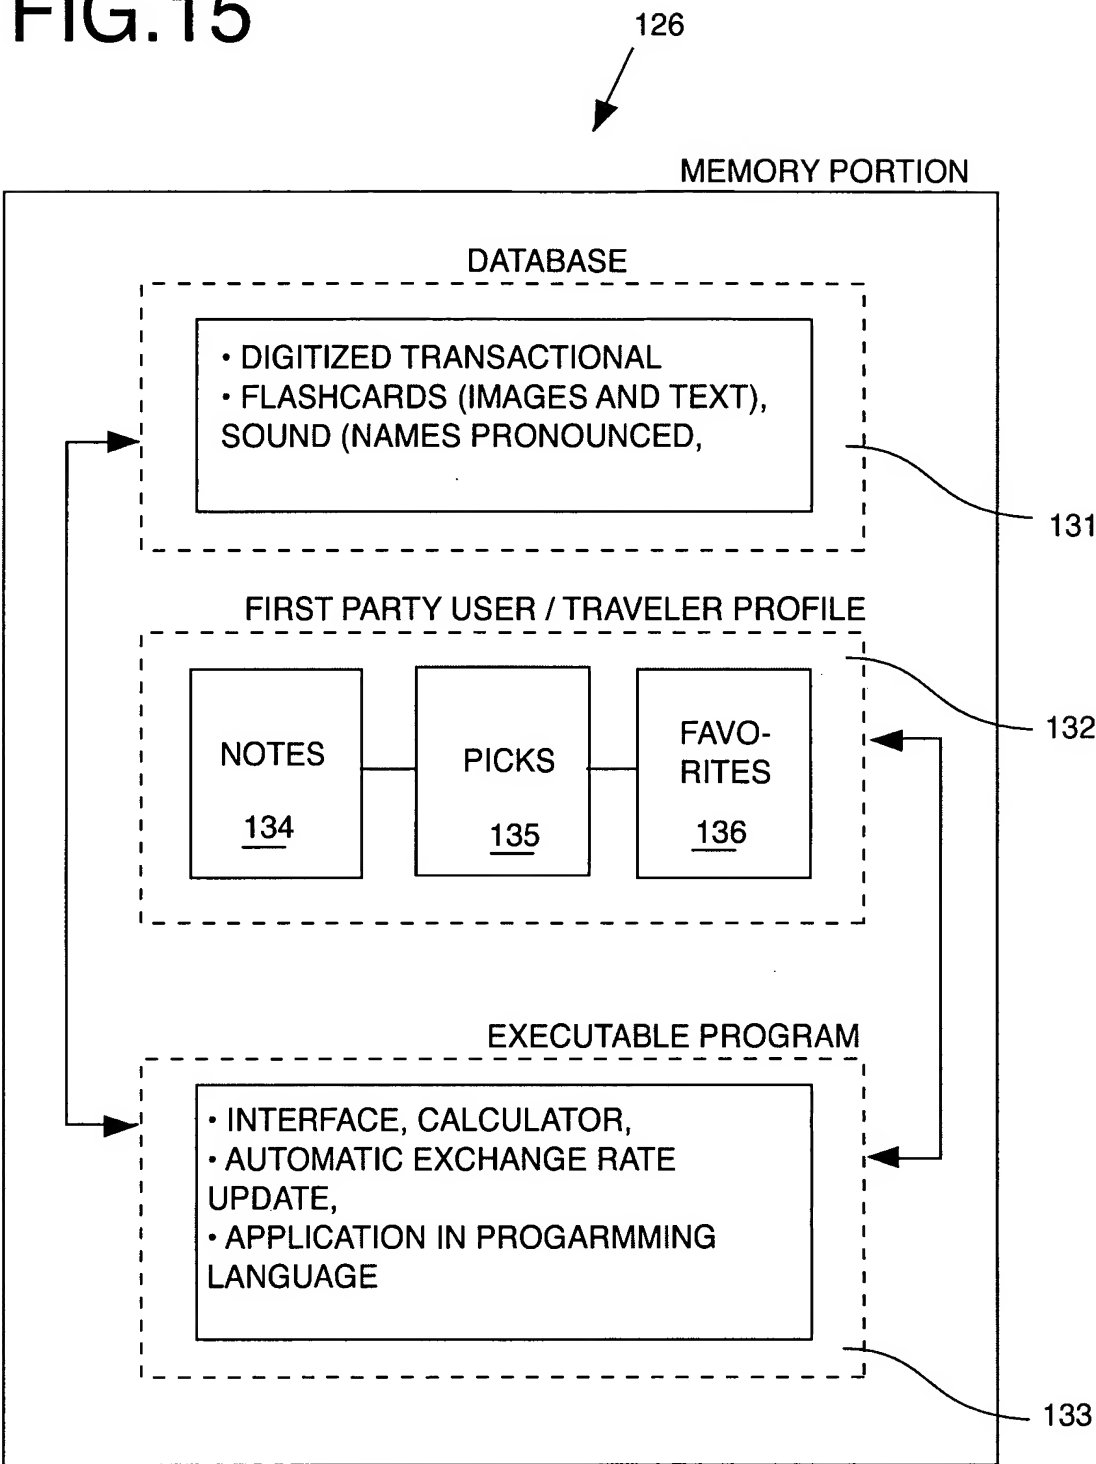 FIG.15
126
MEMORY PORTION
DATABASE
• DIGITIZED TRANSACTIONAL
• FLASHCARDS (IMAGES AND TEXT),
SOUND (NAMES PRONOUNCED,
131
FIRST PARTY USER / TRAVELER PROFILE
132
NOTES
134
PICKS
135
FAVO-
RITES
136
EXECUTABLE PROGRAM
• INTERFACE, CALCULATOR,
• AUTOMATIC EXCHANGE RATE
UPDATE,
• APPLICATION IN PROGARMMING
LANGUAGE
133